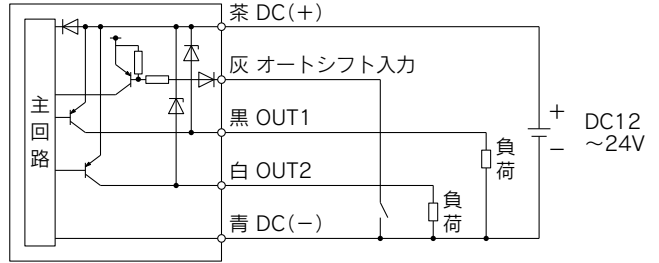 茶 DC(+)
灰 オートシフト入力
黒 OUT1
白 OUT2
青 DC(−)
主回路
負荷
負荷
+
−
DC12
～24V